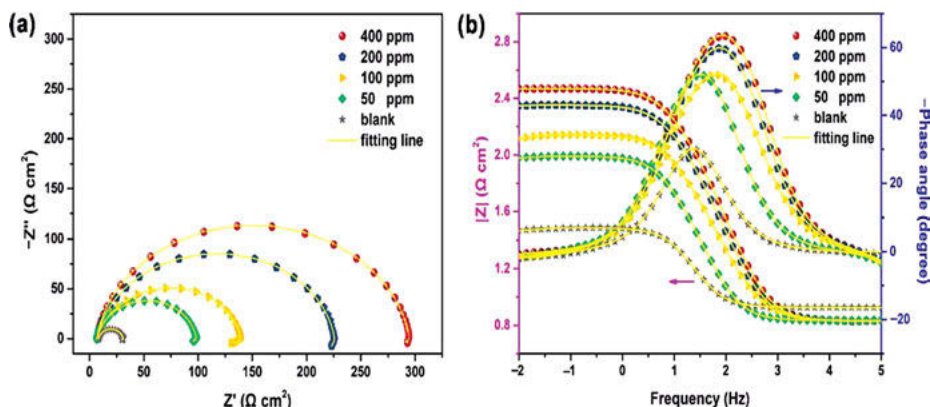 (a)
300
250
200
150
100
50
0
−Z'' (Ω cm²)
0 50 100 150 200 250 300
Z' (Ω cm²)
400 ppm
200 ppm
100 ppm
50 ppm
blank
fitting line
(b)
2.8
2.4
2.0
1.6
1.2
0.8
|Z| (Ω cm²)
−2 −1 0 1 2 3 4 5
Frequency (Hz)
400 ppm
200 ppm
100 ppm
50 ppm
blank
fitting line
60
40
20
0
−20
−Phase angle (degree)